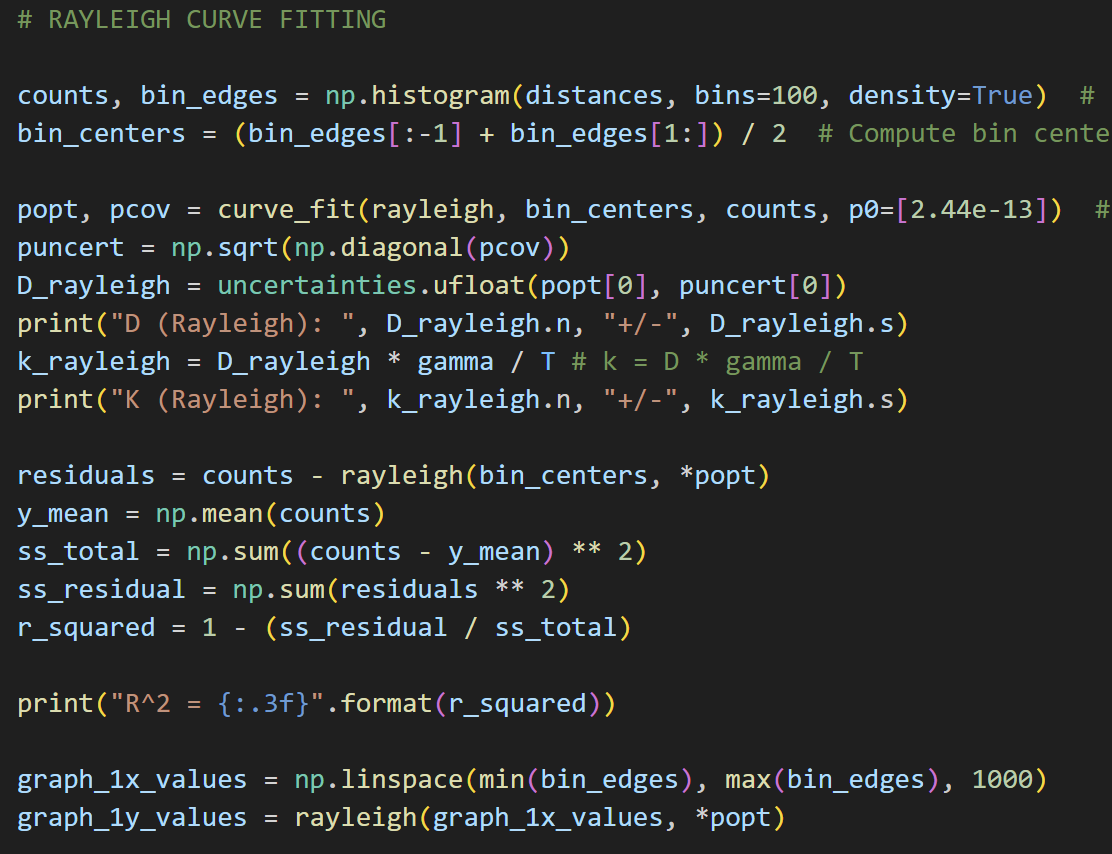 # RAYLEIGH CURVE FITTING
counts, bin_edges = np.histogram(distances, bins=100, density=True)  #
bin_centers = (bin_edges[:-1] + bin_edges[1:]) / 2  # Compute bin cente
popt, pcov = curve_fit(rayleigh, bin_centers, counts, p0=[2.44e-13])  #
puncert = np.sqrt(np.diagonal(pcov))
D_rayleigh = uncertainties.ufloat(popt[0], puncert[0])
print("D (Rayleigh): ", D_rayleigh.n, "+/-", D_rayleigh.s)
k_rayleigh = D_rayleigh * gamma / T # k = D * gamma / T
print("K (Rayleigh): ", k_rayleigh.n, "+/-", k_rayleigh.s)
residuals = counts - rayleigh(bin_centers, *popt)
y_mean = np.mean(counts)
ss_total = np.sum((counts - y_mean) ** 2)
ss_residual = np.sum(residuals ** 2)
r_squared = 1 - (ss_residual / ss_total)
print("R^2 = {:.3f}".format(r_squared))
graph_1x_values = np.linspace(min(bin_edges), max(bin_edges), 1000)
graph_1y_values = rayleigh(graph_1x_values, *popt)